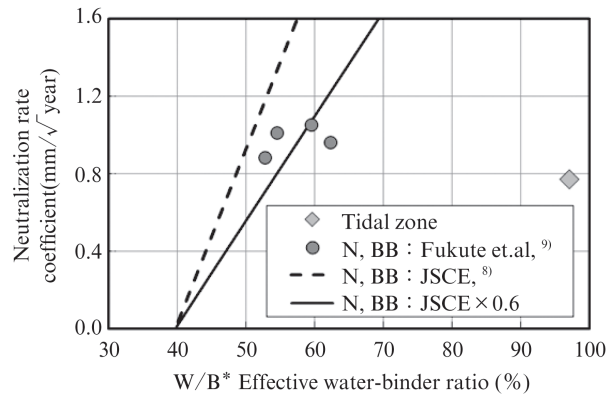 Neutralization rate
coefficient(mm/√year)
1.6
1.2
0.8
0.4
0.0
30 40 50 60 70 80 90 100
Tidal zone
N, BB：Fukute et.al, 9)
N, BB：JSCE, 8)
N, BB：JSCE×0.6
W/B* Effective water-binder ratio (%)